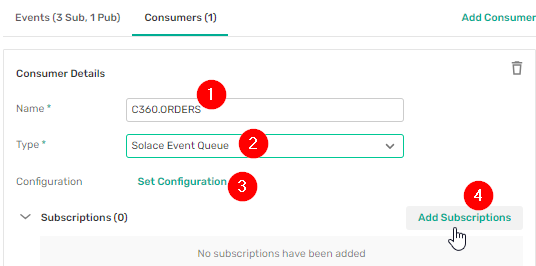 Events (3 Sub, 1 Pub) Consumers (1) Add Consumer
Consumer Details
Name * C360.ORDERS 1
Type * Solace Event Queue 2
Configuration Set Configuration 3
4
Subscriptions (0) Add Subscriptions
No subscriptions have been added